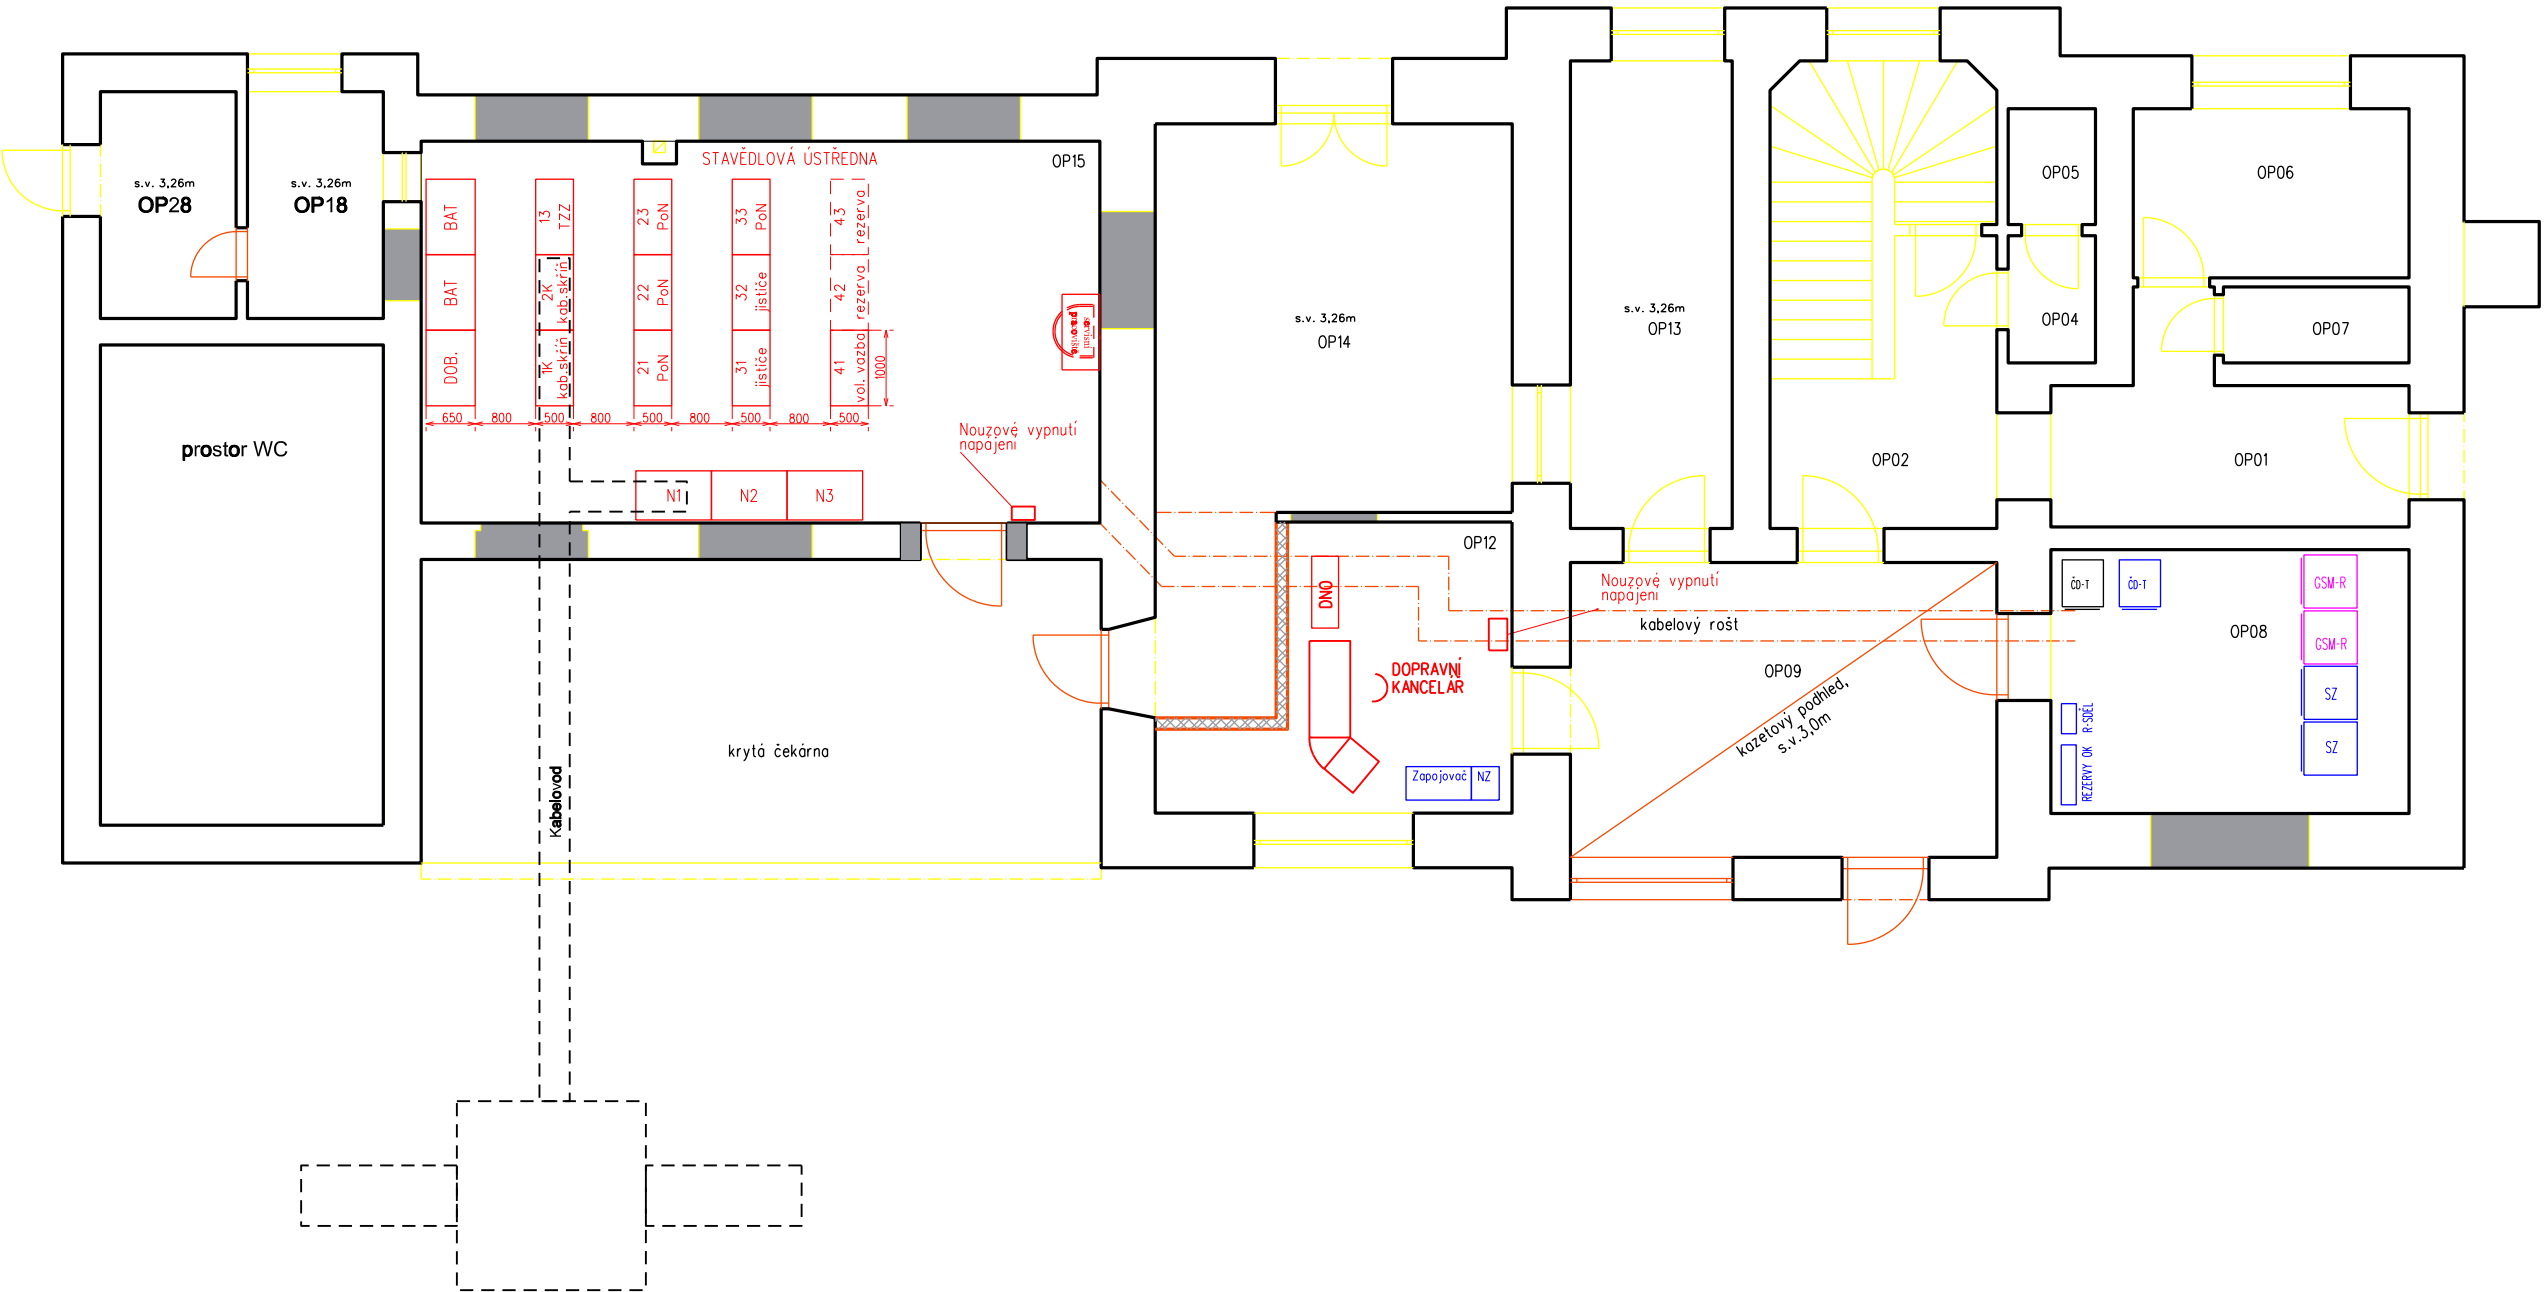 STAVĚDLOVÁ ÚSTŘEDNA
OP15
s.v. 3,26m
OP28
s.v. 3,26m
OP18
BAT
BAT
DOB.
13
TZZ
2K
kab.skříň
1K
kab.skříň
23
PoN
22
PoN
21
PoN
33
PoN
32
jističe
31
jističe
43
rezerva
42
rezerva
41
vol. vazba
1000
650
800
500
800
500
800
500
800
500
servisní
pracoviště
Nouzové vypnutí
napájení
N1
N2
N3
prostor WC
krytá čekárna
Kabelovod
s.v. 3,26m
OP14
s.v. 3,26m
OP13
OP05
OP04
OP06
OP07
OP02
OP01
OP12
DNO
DOPRAVNÍ
KANCELÁŘ
Zapojovač
NZ
Nouzové vypnutí
napájení
kabelový rošt
OP09
kazetový podhled,
s.v.3,0m
ČD-T
ČD-T
GSM-R
GSM-R
SZ
SZ
OP08
R-SDĚL
REZERVY OK